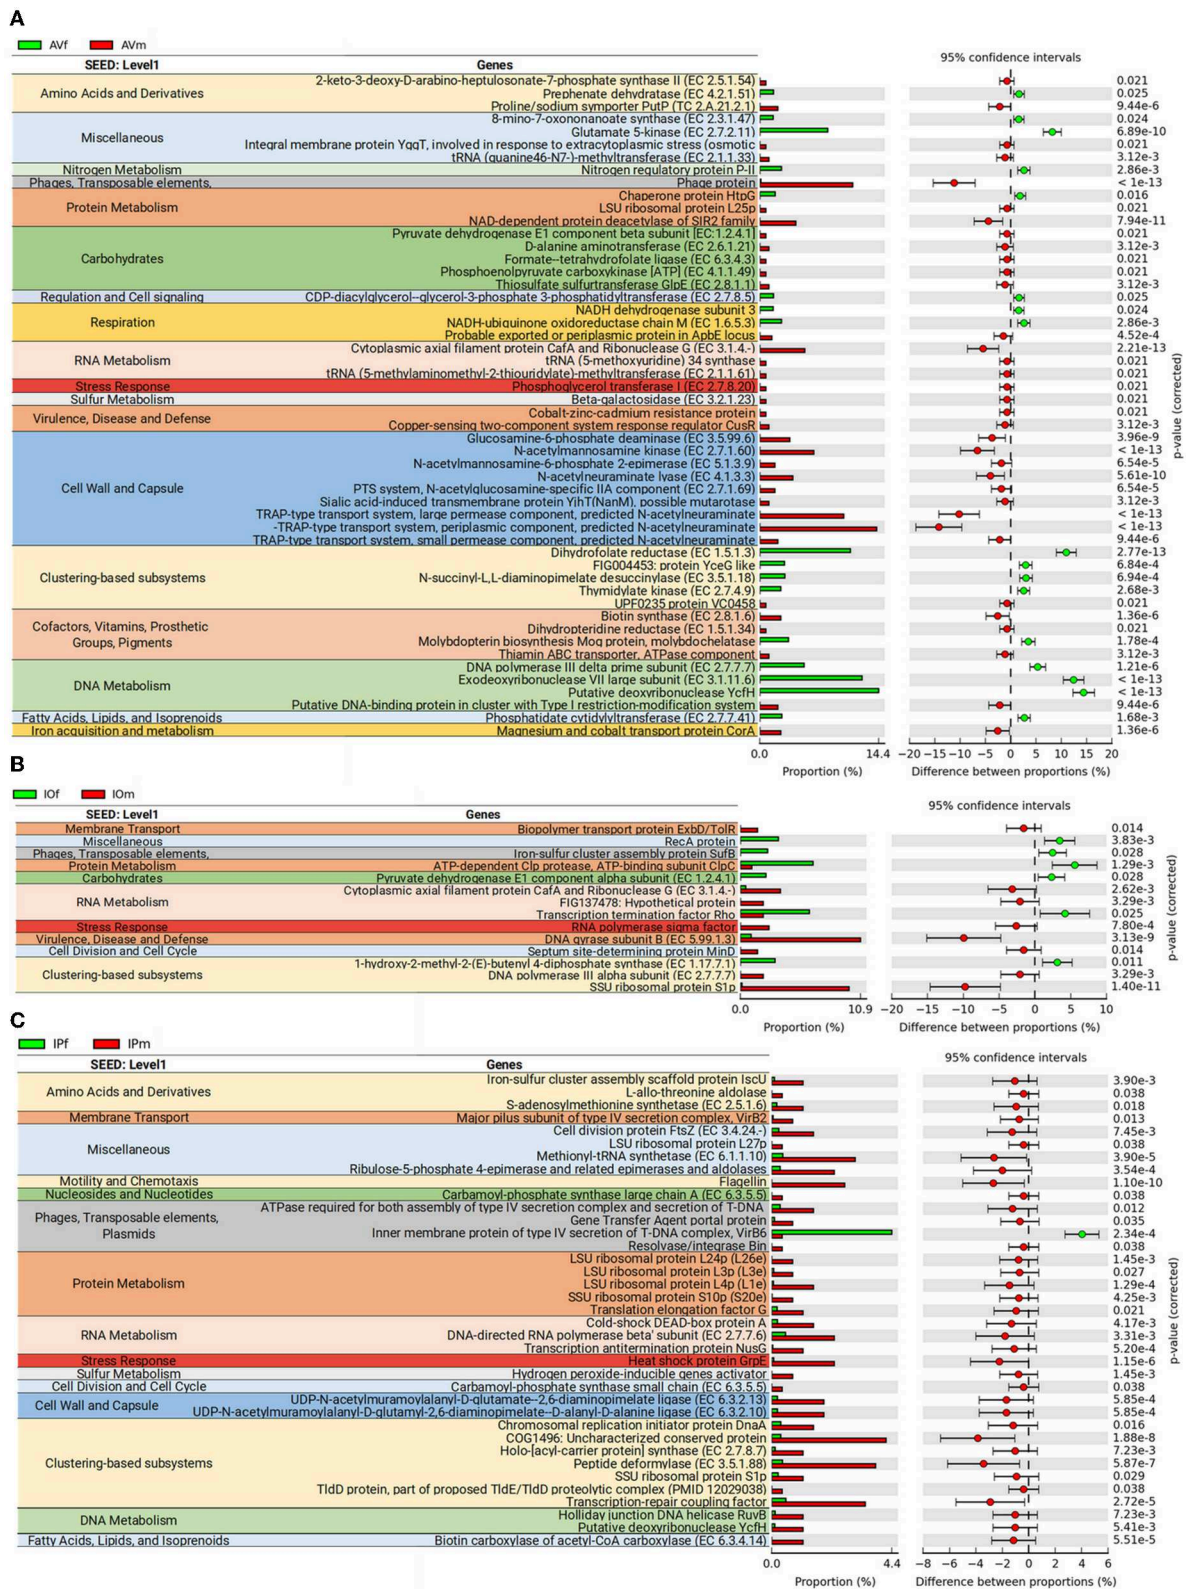 A
AVf AVm
SEED: Level1 Genes 95% confidence intervals
2-keto-3-deoxy-D-arabino-heptulosonate-7-phosphate synthase II (EC 2.5.1.54) 0.021
Amino Acids and Derivatives Prephenate dehydratase (EC 4.2.1.51) 0.025
Proline/sodium symporter PutP (TC 2.A.21.2.1) 9.44e-6
8-mino-7-oxononanoate synthase (EC 2.3.1.47) 0.024
Miscellaneous Glutamate 5-kinase (EC 2.7.2.11) 6.89e-10
Integral membrane protein YggT, involved in response to extracytoplasmic stress (osmotic 0.021
tRNA (guanine46-N7-)-methyltransferase (EC 2.1.1.33) 3.12e-3
Nitrogen Metabolism Nitrogen regulatory protein P-II 2.86e-3
Phages, Transposable elements, Phage protein < 1e-13
Chaperone protein HtpG 0.016
Protein Metabolism LSU ribosomal protein L25p 0.021
NAD-dependent protein deacetylase of SIR2 family 7.94e-11
Pyruvate dehydrogenase E1 component beta subunit [EC:1.2.4.1] 0.021
D-alanine aminotransferase (EC 2.6.1.21) 3.12e-3
Carbohydrates Formate--tetrahydrofolate ligase (EC 6.3.4.3) 0.021
Phosphoenolpyruvate carboxykinase [ATP] (EC 4.1.1.49) 0.021
Thiosulfate sulfurtransferase GlpE (EC 2.8.1.1) 3.12e-3
Regulation and Cell signaling CDP-diacylglycerol--glycerol-3-phosphate 3-phosphatidyltransferase (EC 2.7.8.5) 0.025
NADH dehydrogenase subunit 3 0.024
Respiration NADH-ubiquinone oxidoreductase chain M (EC 1.6.5.3) 2.86e-3
Probable exported or periplasmic protein in ApbE locus 4.52e-4
Cytoplasmic axial filament protein CafA and Ribonuclease G (EC 3.1.4.-) 2.21e-13
RNA Metabolism tRNA (5-methoxyuridine) 34 synthase 0.021
tRNA (5-methylaminomethyl-2-thiouridylate)-methyltransferase (EC 2.1.1.61) 0.021
Stress Response Phosphoglycerol transferase I (EC 2.7.8.20) 0.021
Sulfur Metabolism Beta-galactosidase (EC 3.2.1.23) 0.021
Virulence, Disease and Defense Cobalt-zinc-cadmium resistance protein 0.021
Copper-sensing two-component system response regulator CusR 3.12e-3
Glucosamine-6-phosphate deaminase (EC 3.5.99.6) 3.96e-9
N-acetylmannosamine kinase (EC 2.7.1.60) < 1e-13
N-acetylmannosamine-6-phosphate 2-epimerase (EC 5.1.3.9) 6.54e-5
N-acetylneuraminate lyase (EC 4.1.3.3) 5.61e-10
Cell Wall and Capsule PTS system, N-acetylglucosamine-specific IIA component (EC 2.7.1.69) 6.54e-5
Sialic acid-induced transmembrane protein YjhT(NanM), possible mutarotase 3.12e-3
TRAP-type transport system, large permease component, predicted N-acetylneuraminate < 1e-13
-TRAP-type transport system, periplasmic component, predicted N-acetylneuraminate < 1e-13
TRAP-type transport system, small permease component, predicted N-acetylneuraminate 9.44e-6
Dihydrofolate reductase (EC 1.5.1.3) 2.77e-13
FIG004453: protein YceG like 6.84e-4
Clustering-based subsystems N-succinyl-L,L-diaminopimelate desuccinylase (EC 3.5.1.18) 6.94e-4
Thymidylate kinase (EC 2.7.4.9) 2.68e-3
UPF0235 protein VC0458 0.021
Biotin synthase (EC 2.8.1.6) 1.36e-6
Cofactors, Vitamins, Prosthetic Dihydropteridine reductase (EC 1.5.1.34) 0.021
Groups, Pigments Molybdopterin biosynthesis Mog protein, molybdochelatase 1.78e-4
Thiamin ABC transporter, ATPase component 3.12e-3
DNA polymerase III delta prime subunit (EC 2.7.7.7) 1.21e-6
Exodeoxyribonuclease VII large subunit (EC 3.1.11.6) < 1e-13
DNA Metabolism Putative deoxyribonuclease YcfH < 1e-13
Putative DNA-binding protein in cluster with Type I restriction-modification system 9.44e-6
Fatty Acids, Lipids, and Isoprenoids Phosphatidate cytidylyltransferase (EC 2.7.7.41) 1.68e-3
Iron acquisition and metabolism Magnesium and cobalt transport protein CorA 1.36e-6
p-value (corrected)
0.0 14.4 −20 −15 −10 −5 0 5 10 15 20
Proportion (%) Difference between proportions (%)
B
IOf IOm
SEED: Level1 Genes 95% confidence intervals
Membrane Transport Biopolymer transport protein ExbD/TolR 0.014
Miscellaneous RecA protein 3.83e-3
Phages, Transposable elements, Iron-sulfur cluster assembly protein SufB 0.028
Protein Metabolism ATP-dependent Clp protease, ATP-binding subunit ClpC 1.29e-3
Carbohydrates Pyruvate dehydrogenase E1 component alpha subunit (EC 1.2.4.1) 0.028
Cytoplasmic axial filament protein CafA and Ribonuclease G (EC 3.1.4.-) 2.62e-3
RNA Metabolism FIG137478: Hypothetical protein 3.29e-3
Transcription termination factor Rho 0.025
Stress Response RNA polymerase sigma factor 7.80e-4
Virulence, Disease and Defense DNA gyrase subunit B (EC 5.99.1.3) 3.13e-9
Cell Division and Cell Cycle Septum site-determining protein MinD 0.014
1-hydroxy-2-methyl-2-(E)-butenyl 4-diphosphate synthase (EC 1.17.7.1) 0.011
Clustering-based subsystems DNA polymerase III alpha subunit (EC 2.7.7.7) 3.29e-3
SSU ribosomal protein S1p 1.40e-11
p-value (corrected)
0.0 10.9 −20 −15 −10 −5 0 5 10
Proportion (%) Difference between proportions (%)
C
IPf IPm
SEED: Level1 Genes 95% confidence intervals
Iron-sulfur cluster assembly scaffold protein IscU 3.90e-3
Amino Acids and Derivatives L-allo-threonine aldolase 0.038
S-adenosylmethionine synthetase (EC 2.5.1.6) 0.018
Membrane Transport Major pilus subunit of type IV secretion complex, VirB2 0.013
Cell division protein FtsZ (EC 3.4.24.-) 7.45e-3
Miscellaneous LSU ribosomal protein L27p 0.038
Methionyl-tRNA synthetase (EC 6.1.1.10) 3.90e-5
Ribulose-5-phosphate 4-epimerase and related epimerases and aldolases 3.54e-4
Motility and Chemotaxis Flagellin 1.10e-10
Nucleosides and Nucleotides Carbamoyl-phosphate synthase large chain A (EC 6.3.5.5) 0.038
ATPase required for both assembly of type IV secretion complex and secretion of T-DNA 0.012
Phages, Transposable elements, Gene Transfer Agent portal protein 0.035
Plasmids Inner membrane protein of type IV secretion of T-DNA complex, VirB6 2.34e-4
Resolvase/integrase Bin 0.038
LSU ribosomal protein L24p (L26e) 1.45e-3
LSU ribosomal protein L3p (L3e) 0.027
Protein Metabolism LSU ribosomal protein L4p (L1e) 1.29e-4
SSU ribosomal protein S10p (S20e) 4.25e-3
Translation elongation factor G 0.021
Cold-shock DEAD-box protein A 4.17e-3
RNA Metabolism DNA-directed RNA polymerase beta' subunit (EC 2.7.7.6) 3.31e-3
Transcription antitermination protein NusG 5.20e-4
Stress Response Heat shock protein GrpE 1.15e-6
Sulfur Metabolism Hydrogen peroxide-inducible genes activator 1.45e-3
Cell Division and Cell Cycle Carbamoyl-phosphate synthase small chain (EC 6.3.5.5) 0.038
Cell Wall and Capsule UDP-N-acetylmuramoylalanyl-D-glutamate--2,6-diaminopimelate ligase (EC 6.3.2.13) 5.85e-4
UDP-N-acetylmuramoylalanyl-D-glutamyl-2,6-diaminopimelate--D-alanyl-D-alanine ligase (EC 6.3.2.10) 5.85e-4
Chromosomal replication initiator protein DnaA 0.016
COG1496: Uncharacterized conserved protein 1.88e-8
Holo-[acyl-carrier protein] synthase (EC 2.7.8.7) 7.23e-3
Clustering-based subsystems Peptide deformylase (EC 3.5.1.88) 5.87e-7
SSU ribosomal protein S1p 0.029
TldD protein, part of proposed TldE/TldD proteolytic complex (PMID 12029038) 0.038
Transcription-repair coupling factor 2.72e-5
Holliday junction DNA helicase RuvB 7.23e-3
DNA Metabolism Putative deoxyribonuclease YcfH 5.41e-3
Fatty Acids, Lipids, and Isoprenoids Biotin carboxylase of acetyl-CoA carboxylase (EC 6.3.4.14) 5.51e-5
p-value (corrected)
0.0 4.4 −8 −6 −4 −2 0 2 4 6
Proportion (%) Difference between proportions (%)